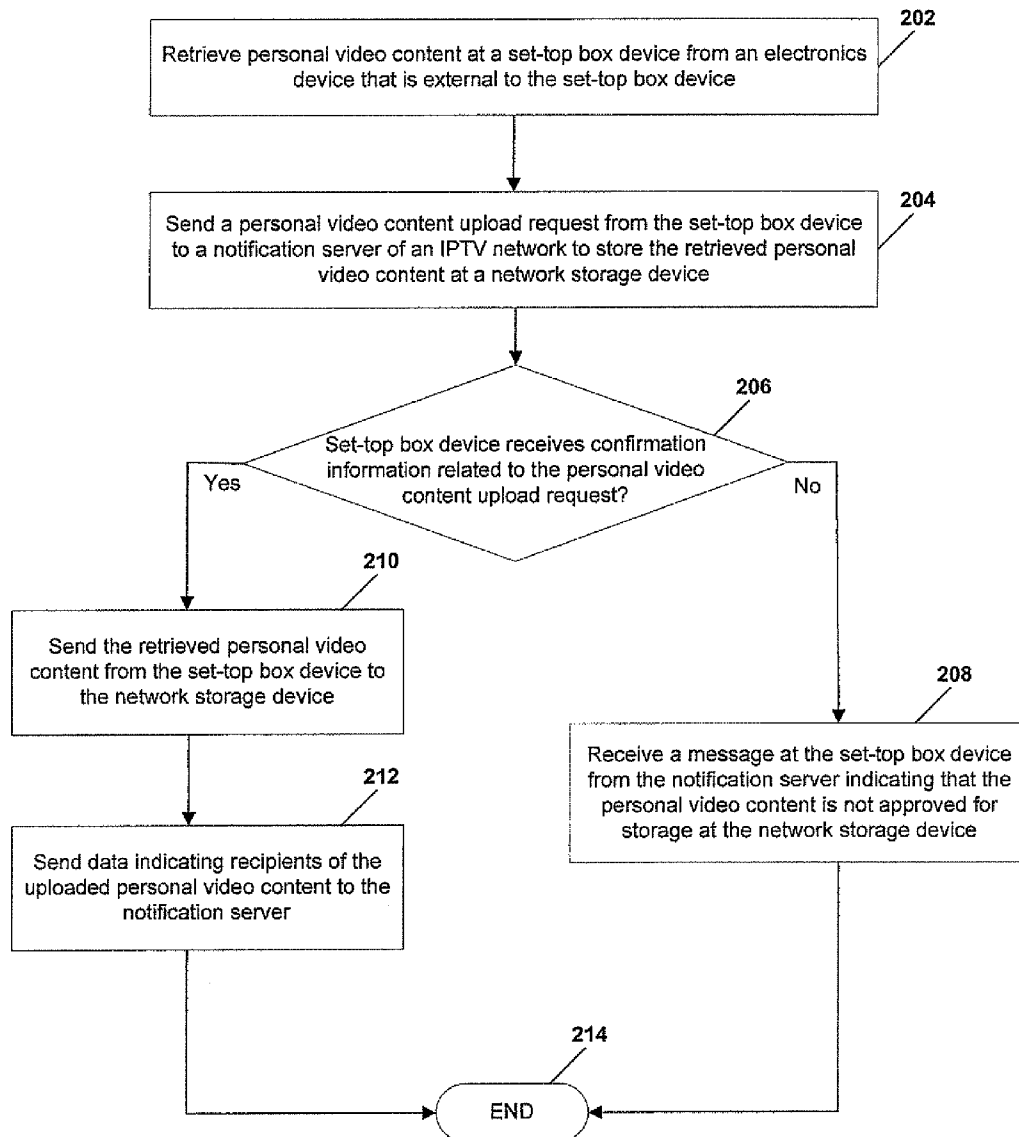 202
Retrieve personal video content at a set-top box device from an electronics
device that is external to the set-top box device
204
Send a personal video content upload request from the set-top box device
to a notification server of an IPTV network to store the retrieved personal
video content at a network storage device
206
Set-top box device receives confirmation
information related to the personal video
content upload request?
Yes
No
210
Send the retrieved personal video
content from the set-top box device to
the network storage device
208
Receive a message at the set-top box device
from the notification server indicating that the
personal video content is not approved for
storage at the network storage device
212
Send data indicating recipients of the
uploaded personal video content to the
notification server
214
END